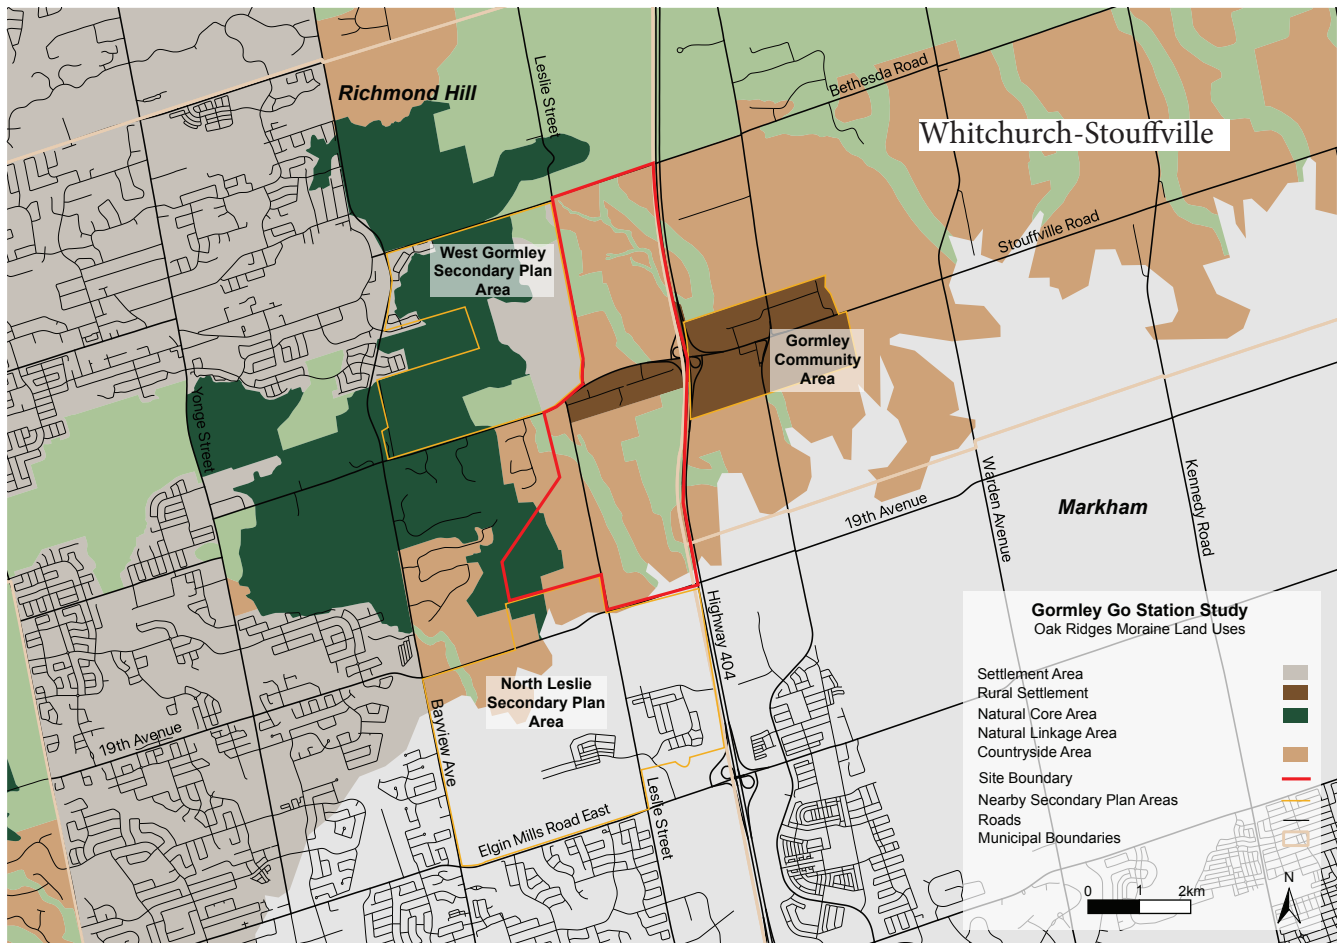 Richmond Hill
Leslie Street
Bethesda Road
Whitchurch-Stouffville
Stouffville Road
West Gormley
Secondary Plan
Area
Gormley
Community
Area
Yonge Street
Warden Avenue
Kennedy Road
Markham
19th Avenue
Highway 404
North Leslie
Secondary Plan
Area
19th Avenue
Bayview Ave
Leslie Street
Elgin Mills Road East
Gormley Go Station Study
Oak Ridges Moraine Land Uses
Settlement Area
Rural Settlement
Natural Core Area
Natural Linkage Area
Countryside Area
Site Boundary
Nearby Secondary Plan Areas
Roads
Municipal Boundaries
0 1 2km
N